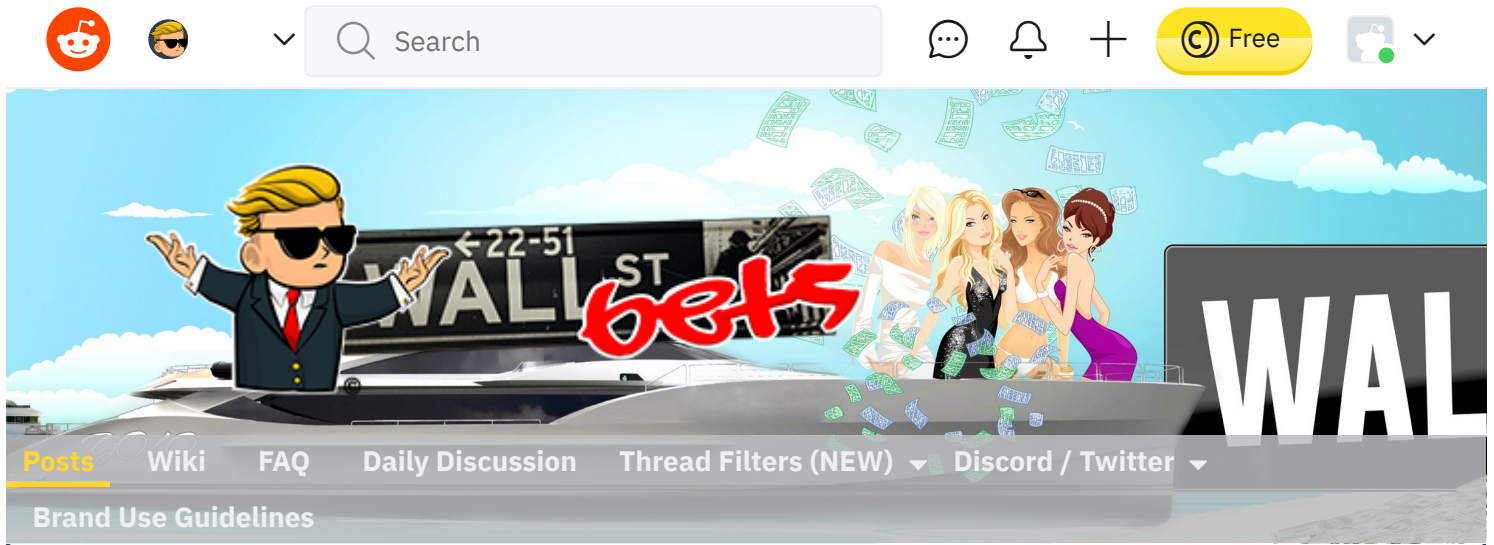 Search
© Free
←22-51
WALL ST
bets
©
WAL
Posts Wiki FAQ Daily Discussion Thread Filters (NEW) Discord / Twitter
Brand Use Guidelines